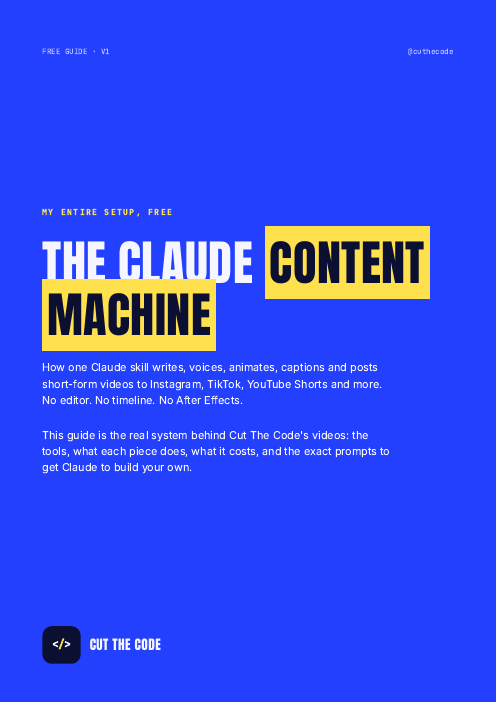 FREE GUIDE · V1
@cuthecode
MY ENTIRE SETUP, FREE
THE CLAUDE CONTENT
MACHINE
How one Claude skill writes, voices, animates, captions and posts
short-form videos to Instagram, TikTok, YouTube Shorts and more.
No editor. No timeline. No After Effects.
This guide is the real system behind Cut The Code's videos: the
tools, what each piece does, what it costs, and the exact prompts to
get Claude to build your own.
</>
CUT THE CODE